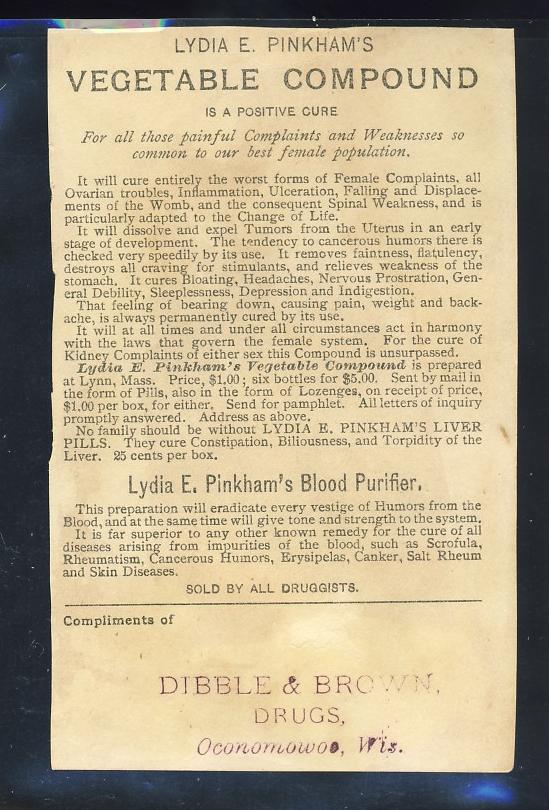 LYDIA E. PINKHAM'S
VEGETABLE COMPOUND
IS A POSITIVE CURE
For all those painful Complaints and Weaknesses so
common to our best female population.
It will cure entirely the worst forms of Female Complaints, all
Ovarian troubles, Inflammation, Ulceration, Falling and Displace-
ments of the Womb, and the consequent Spinal Weakness, and is
particularly adapted to the Change of Life.
It will dissolve and expel Tumors from the Uterus in an early
stage of development. The tendency to cancerous humors there is
checked very speedily by its use. It removes faintness, flatulency,
destroys all craving for stimulants, and relieves weakness of the
stomach. It cures Bloating, Headaches, Nervous Prostration, Gen-
eral Debility, Sleeplessness, Depression and Indigestion.
That feeling of bearing down, causing pain, weight and back-
ache, is always permanently cured by its use.
It will at all times and under all circumstances act in harmony
with the laws that govern the female system. For the cure of
Kidney Complaints of either sex this Compound is unsurpassed.
Lydia E. Pinkham's Vegetable Compound is prepared
at Lynn, Mass. Price, $1.00; six bottles for $5.00. Sent by mail in
the form of Pills, also in the form of Lozenges, on receipt of price,
$1.00 per box, for either. Send for pamphlet. All letters of inquiry
promptly answered. Address as above.
No family should be without LYDIA E. PINKHAM'S LIVER
PILLS. They cure Constipation, Biliousness, and Torpidity of the
Liver. 25 cents per box.
Lydia E. Pinkham's Blood Purifier.
This preparation will eradicate every vestige of Humors from the
Blood, and at the same time will give tone and strength to the system.
It is far superior to any other known remedy for the cure of all
diseases arising from impurities of the blood, such as Scrofula,
Rheumatism, Cancerous Humors, Erysipelas, Canker, Salt Rheum
and Skin Diseases.
SOLD BY ALL DRUGGISTS.
Compliments of
DIBBLE & BROWN,
DRUGS,
Oconomowoc, Wis.